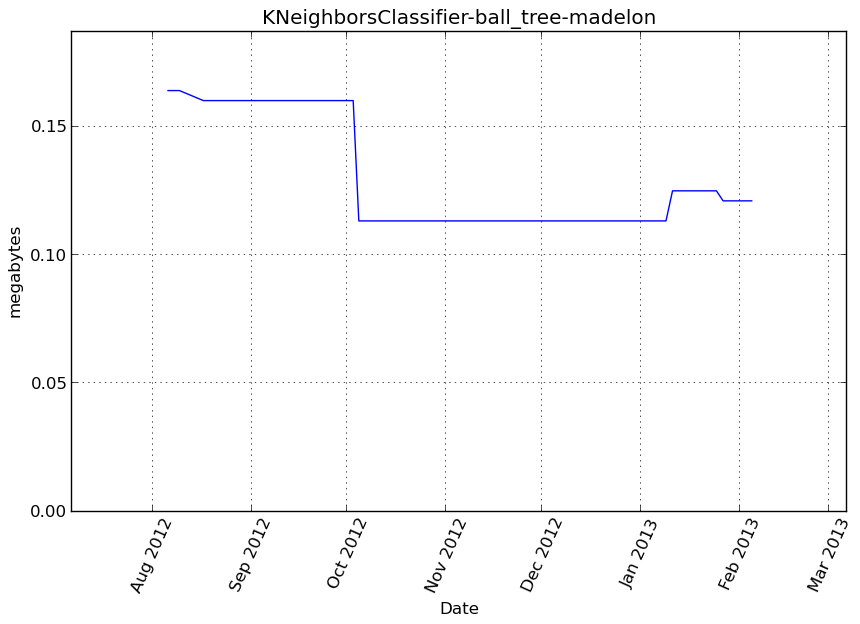 KNeighborsClassifier-ball_tree-madelon
megabytes
0.15
0.10
0.05
0.00
Aug 2012
Sep 2012
Oct 2012
Nov 2012
Dec 2012
Jan 2013
Feb 2013
Mar 2013
Date